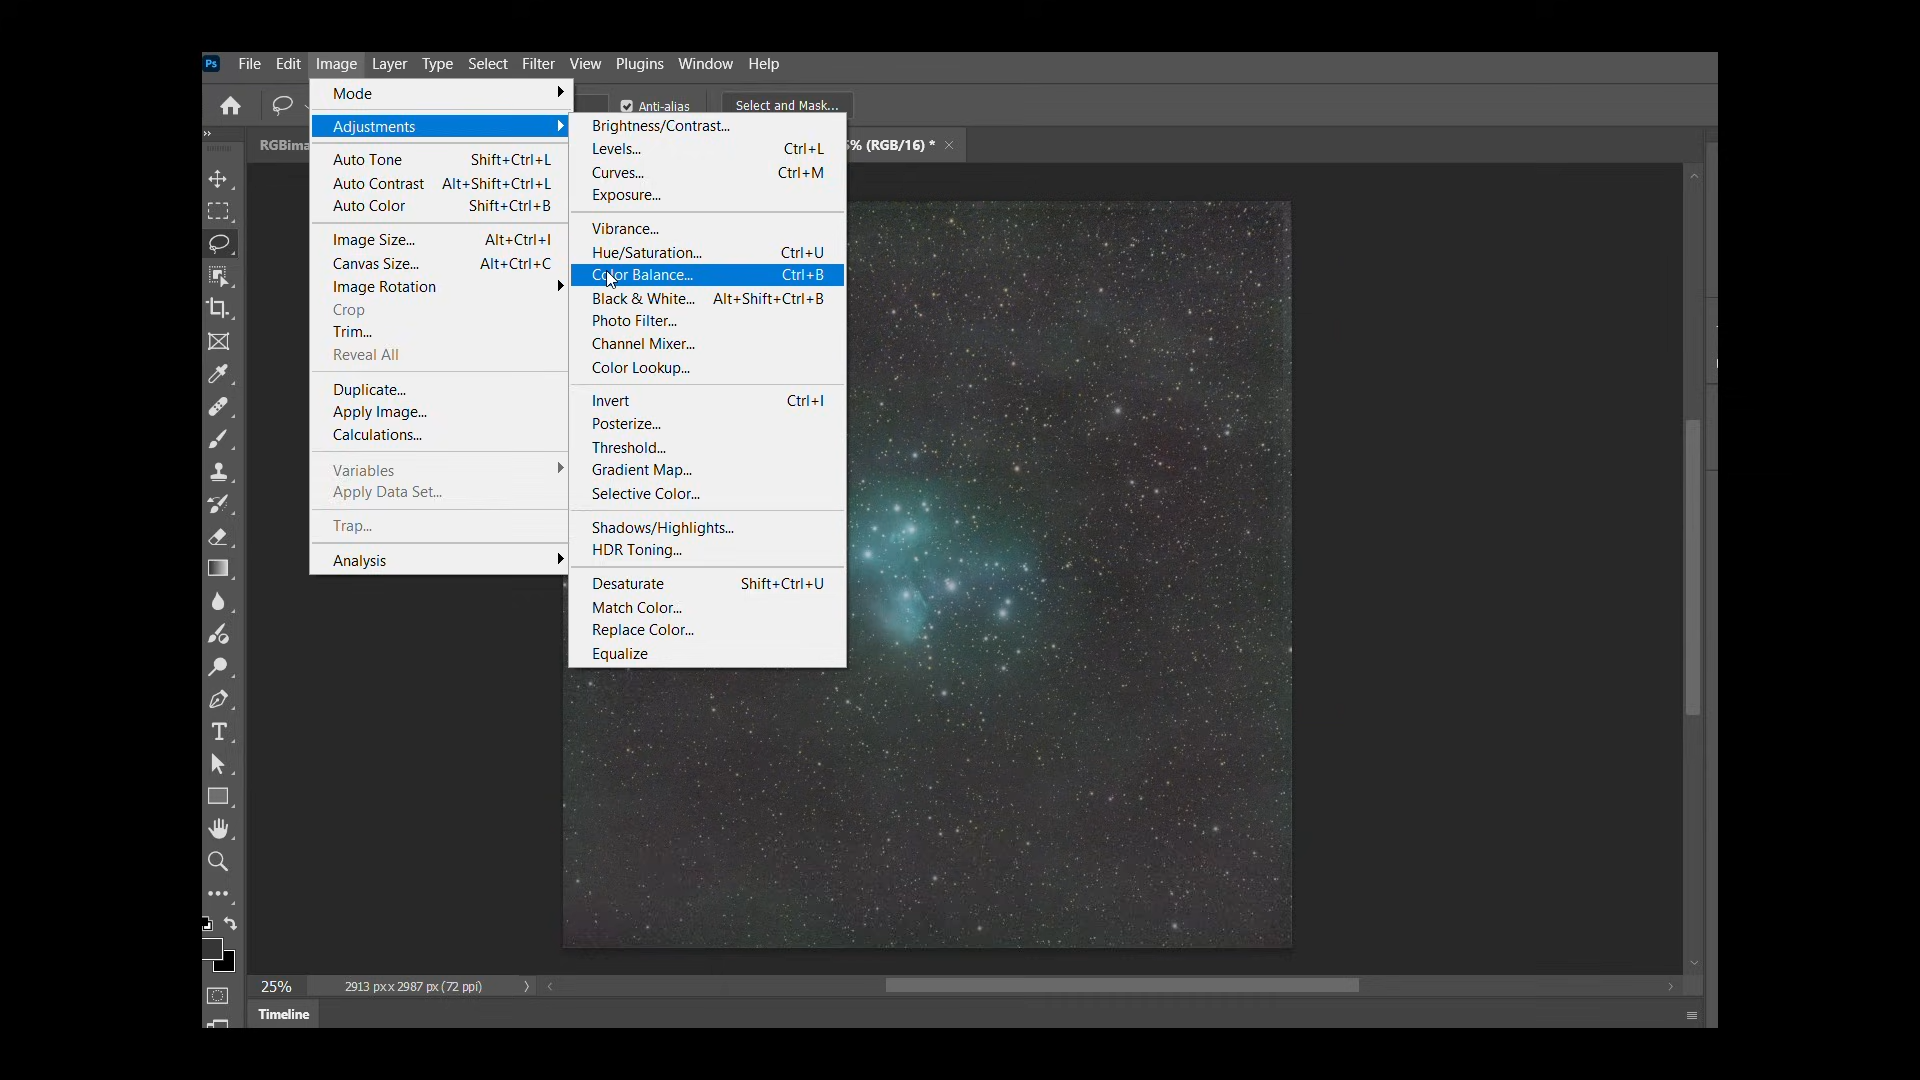 Ps File Edit Image Layer Type Select Filter View Plugins Window Help
Anti-alias Select and Mask...
5% (RGB/16) *
Mode
Adjustments
Auto Tone Shift+Ctrl+L
Auto Contrast Alt+Shift+Ctrl+L
Auto Color Shift+Ctrl+B
Image Size... Alt+Ctrl+I
Canvas Size... Alt+Ctrl+C
Image Rotation
Crop
Trim...
Reveal All
Duplicate...
Apply Image...
Calculations...
Variables
Apply Data Set...
Trap...
Analysis
Brightness/Contrast...
Levels... Ctrl+L
Curves... Ctrl+M
Exposure...
Vibrance...
Hue/Saturation... Ctrl+U
Color Balance... Ctrl+B
Black & White... Alt+Shift+Ctrl+B
Photo Filter...
Channel Mixer...
Color Lookup...
Invert Ctrl+I
Posterize...
Threshold...
Gradient Map...
Selective Color...
Shadows/Highlights...
HDR Toning...
Desaturate Shift+Ctrl+U
Match Color...
Replace Color...
Equalize
25% 2913 px x 2987 px (72 ppi)
Timeline